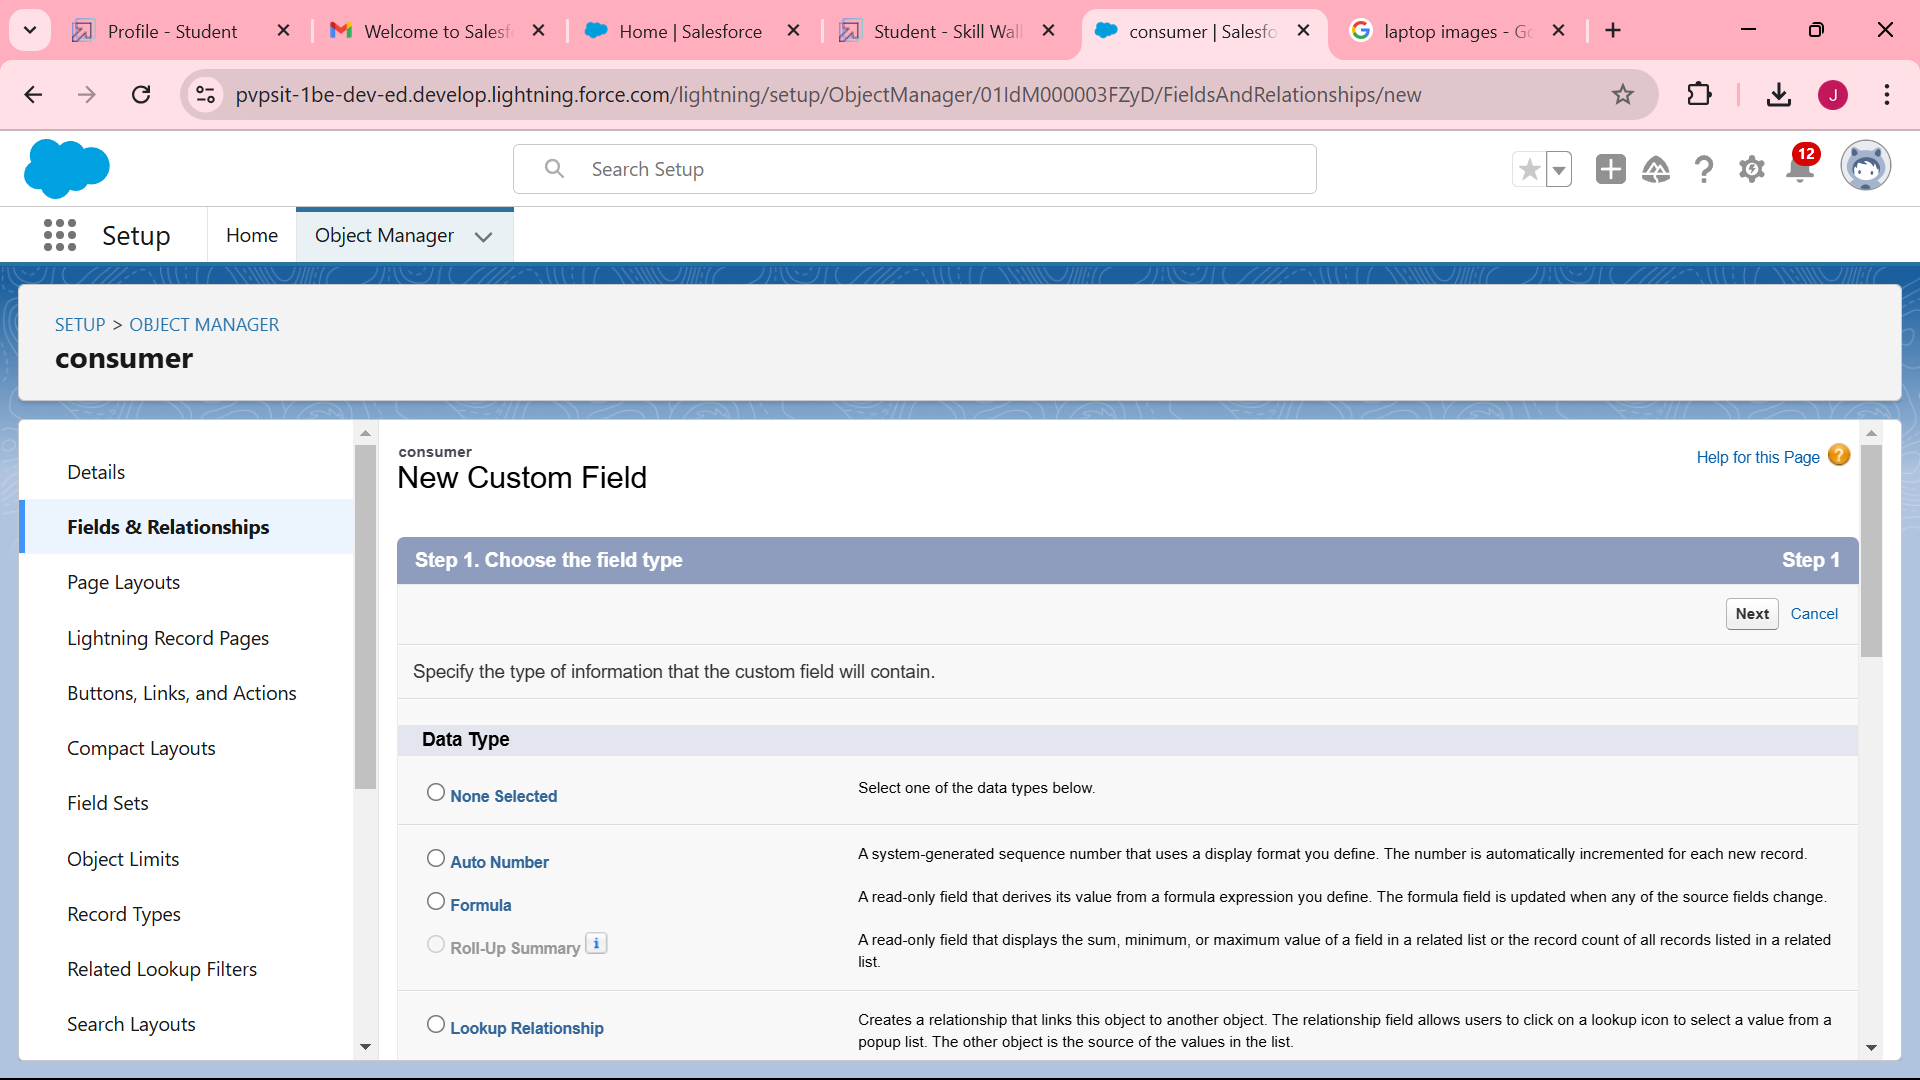 Profile - Student
Welcome to Salesf
Home | Salesforce
Student - Skill Wall
consumer | Salesfo
laptop images - Go
pvpsit-1be-dev-ed.develop.lightning.force.com/lightning/setup/ObjectManager/01IdM000003FZyD/FieldsAndRelationships/new
J
Search Setup
12
Setup
Home
Object Manager
SETUP > OBJECT MANAGER
consumer
Details
Fields & Relationships
Page Layouts
Lightning Record Pages
Buttons, Links, and Actions
Compact Layouts
Field Sets
Object Limits
Record Types
Related Lookup Filters
Search Layouts
consumer
New Custom Field
Help for this Page ?
Step 1. Choose the field type
Step 1
Next Cancel
Specify the type of information that the custom field will contain.
Data Type
None Selected
Select one of the data types below.
Auto Number
A system-generated sequence number that uses a display format you define. The number is automatically incremented for each new record.
Formula
A read-only field that derives its value from a formula expression you define. The formula field is updated when any of the source fields change.
Roll-Up Summary i
A read-only field that displays the sum, minimum, or maximum value of a field in a related list or the record count of all records listed in a related
list.
Lookup Relationship
Creates a relationship that links this object to another object. The relationship field allows users to click on a lookup icon to select a value from a
popup list. The other object is the source of the values in the list.